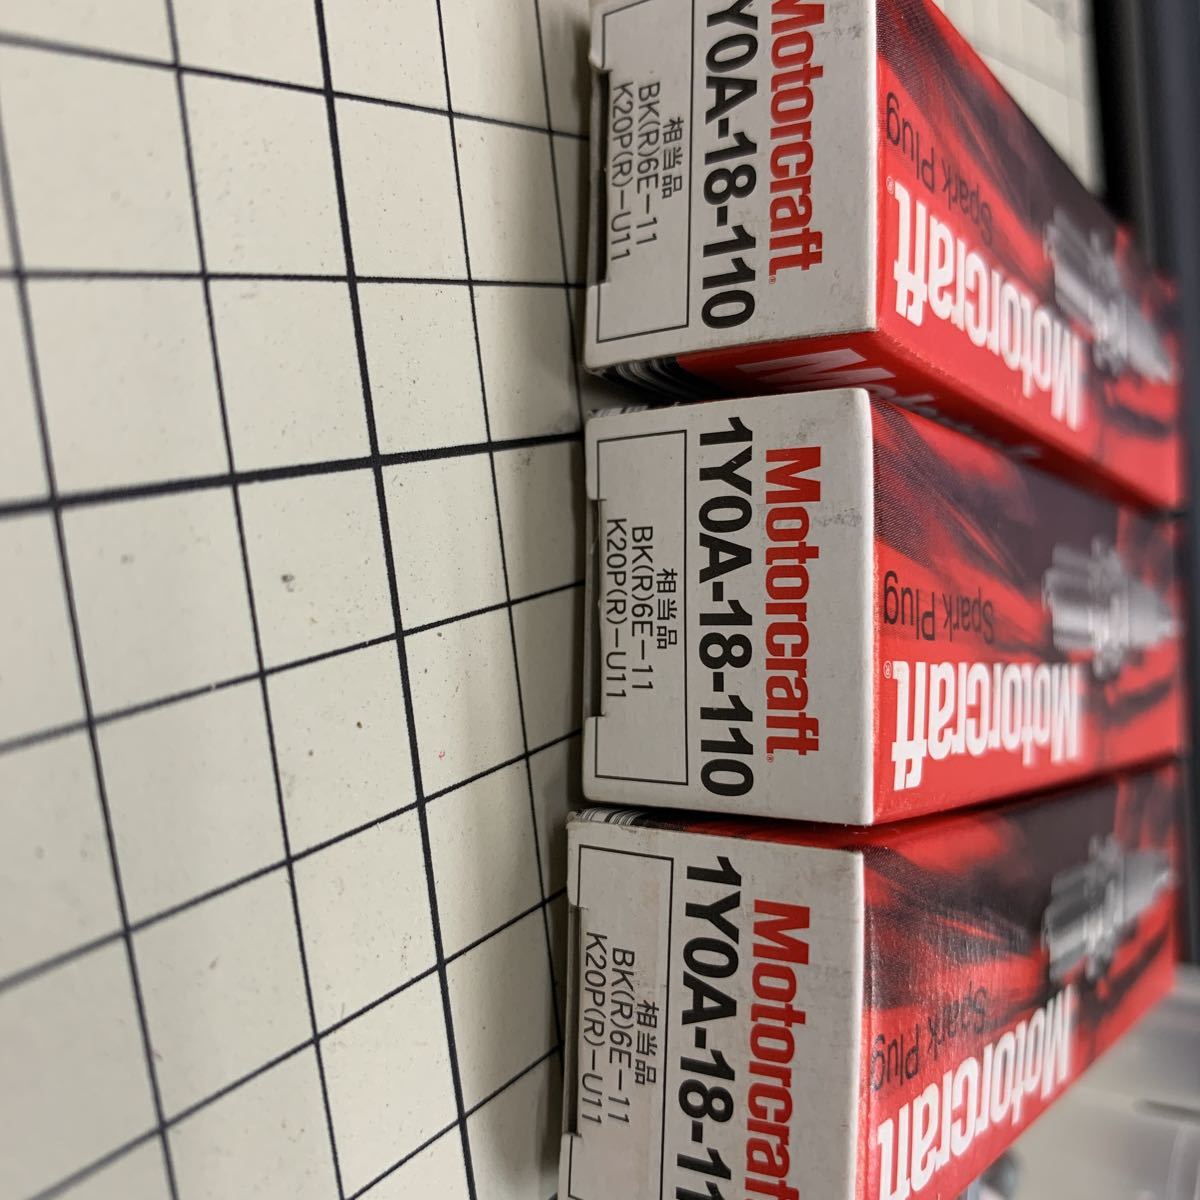 Motorcraft®
1Y0A-18-110
相当品
BK(R)6E-11
K20P(R)-U11
Motorcraft®
Spark Plug
Motorcraft®
1Y0A-18-110
相当品
BK(R)6E-11
K20P(R)-U11
Motorcraft®
Spark Plug
Motorcraft
1Y0A-18-11
相当品
BK(R)6E-11
K20P(R)-U11
Motorcraft
Spark Plug